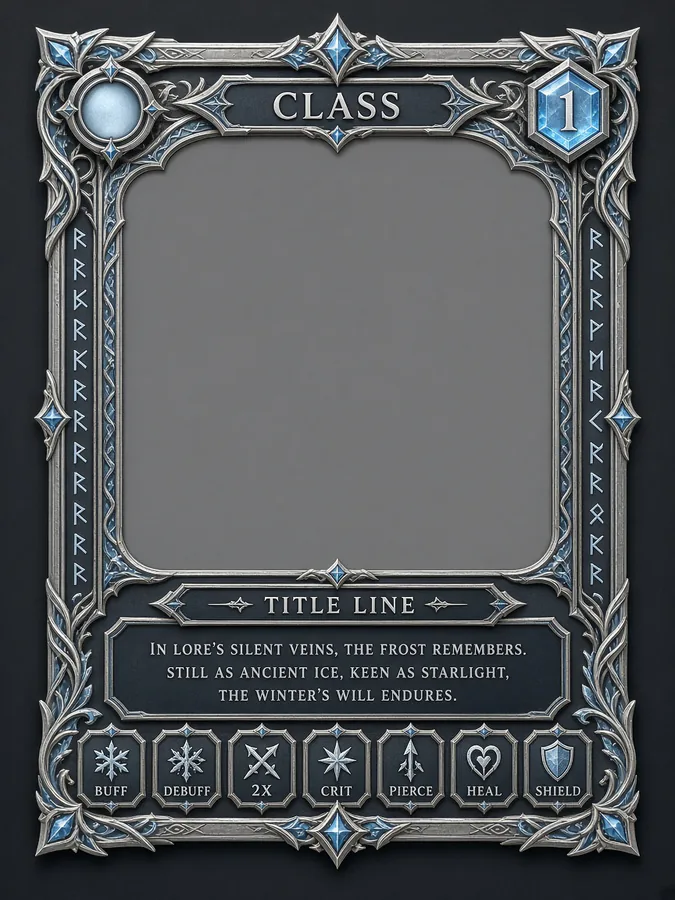 CLASS
1
ᚱ
ᚱ
ᛕ
ᚱ
ᛕ
ᚱ
ᚱ
ᚱ
ᚱ
ᚱ
ᚱ
ᚱ
ᚱ
ᚱ
ᚱ
ᚹ
ᛖ
ᚱ
ᚲ
ᚱ
ᚱ
ᛟ
ᚱ
ᚱ
TITLE LINE
IN LORE'S SILENT VEINS, THE FROST REMEMBERS.
STILL AS ANCIENT ICE, KEEN AS STARLIGHT,
THE WINTER'S WILL ENDURES.
BUFF
DEBUFF
2X
CRIT
PIERCE
HEAL
SHIELD